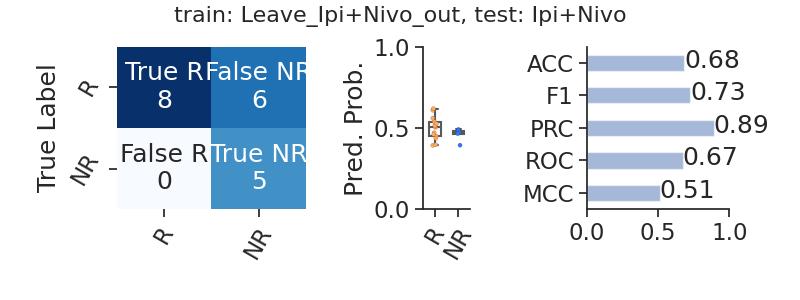 train: Leave_Ipi+Nivo_out, test: Ipi+Nivo
True Label
R
NR
True R
8
False NR
6
False R
0
True NR
5
R
NR
Pred. Prob.
1.0
0.5
0.0
R
NR
ACC
F1
PRC
ROC
MCC
0.68
0.73
0.89
0.67
0.51
0.0
0.5
1.0